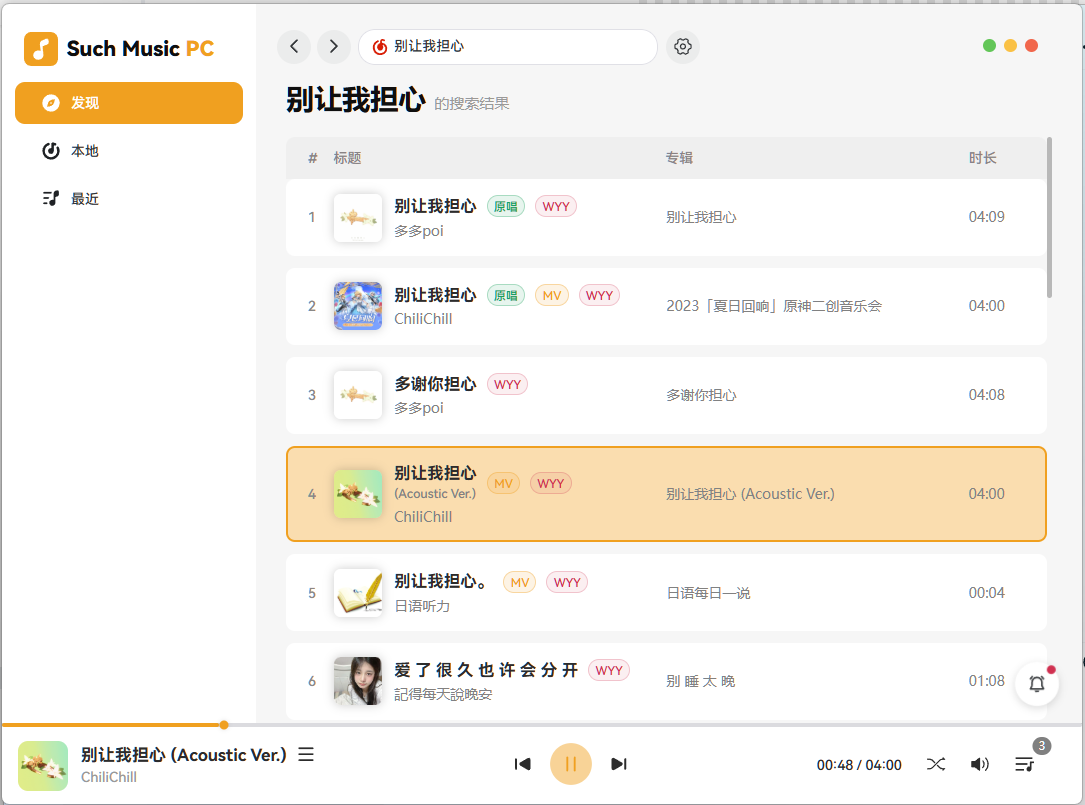 Such Music PC
别让我担心
发现
本地
最近
别让我担心 的搜索结果
# 标题 专辑 时长
1 别让我担心 原唱 WYY 别让我担心 04:09
多多poi
2 别让我担心 原唱 MV WYY 2023「夏日回响」原神二创音乐会 04:00
ChiliChill
3 多谢你担心 WYY 多谢你担心 04:08
多多poi
别让我担心
4 (Acoustic Ver.) MV WYY 别让我担心 (Acoustic Ver.) 04:00
ChiliChill
5 别让我担心。 MV WYY 日语每日一说 00:04
日语听力
6 爱 了 很 久 也 许 会 分 开 WYY 别 睡 太 晚 01:08
記得每天說晚安
别让我担心 (Acoustic Ver.)
ChiliChill
00:48 / 04:00
3